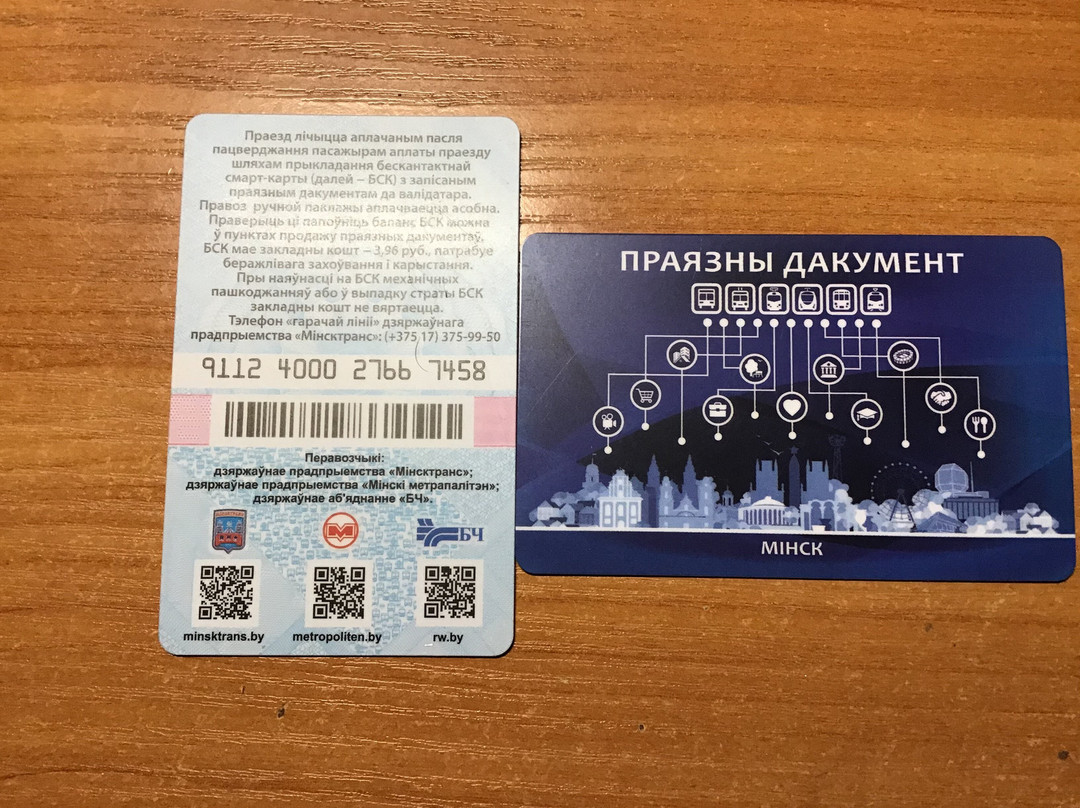 Праезд лічыцца аплачаным пасля
пацверджання пасажырам аплаты праезду
шляхам прыкладання бескантактнай
смарт-карты (далей – БСК) з запісаным
праязным дакументам да валідатара.
Правоз ручной паклажы аплачваецца асобна.
Праверыць ці папоўніць баланс БСК можна
ў пунктах продажу праязных дакументаў.
БСК мае закладны кошт – 3,96 руб., патрабуе
беражлівага захоўвання і карыстання.
Пры наяўнасці на БСК механічных
пашкоджанняў або ў выпадку страты БСК
закладны кошт не вяртаецца.
Тэлефон «гарачай лініі» дзяржаўнага
прадпрыемства «Мінсктранс»: (+375 17) 375-99-50
9112 4000 2766 7458
Перавозчыкі:
дзяржаўнае прадпрыемства «Мінсктранс»;
дзяржаўнае прадпрыемства «Мінскі метрапалітэн»;
дзяржаўнае аб'яднанне «БЧ».
М
БЧ
minsktrans.by
metropoliten.by
rw.by
ПРАЯЗНЫ ДАКУМЕНТ
МІНСК